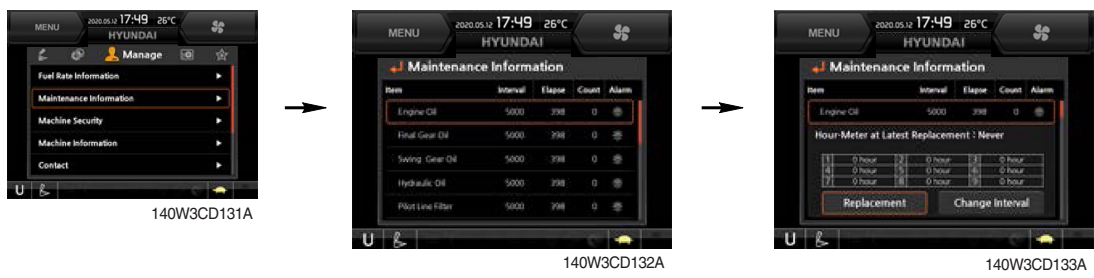 MENU 2020.05.12 17:49 26°C
HYUNDAI
Manage
Fuel Rate Information
Maintenance Information
Machine Security
Machine Information
Contact
U
140W3CD131A
MENU 2020.05.12 17:49 26°C
HYUNDAI
Maintenance Information
Item Interval Elapse Count Alarm
Engine Oil 5000 398 0
Final Gear Oil 5000 398 0
Swing Gear Oil 5000 398 0
Hydraulic Oil 5000 398 0
Pilot Line Filter 5000 398 0
U
140W3CD132A
MENU 2020.05.12 17:49 26°C
HYUNDAI
Maintenance Information
Item Interval Elapse Count Alarm
Engine Oil 5000 398 0
Hour-Meter at Latest Replacement : Never
1 0 hour 2 0 hour 3 0 hour
4 0 hour 5 0 hour 6 0 hour
7 0 hour 8 0 hour 9 0 hour
Replacement Change Interval
U
140W3CD133A